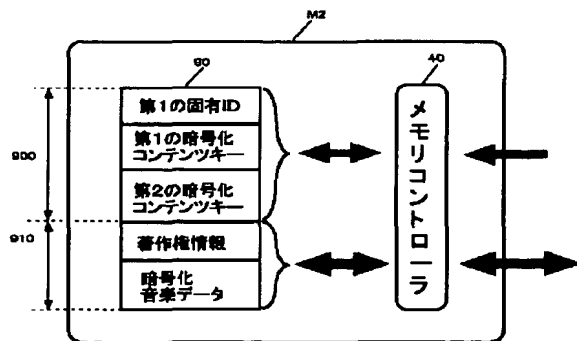 M2
90
40
第1の固有ID
第1の暗号化
コンテンツキー
第2の暗号化
コンテンツキー
著作権情報
暗号化
音楽データ
900
910
メモリコントローラ